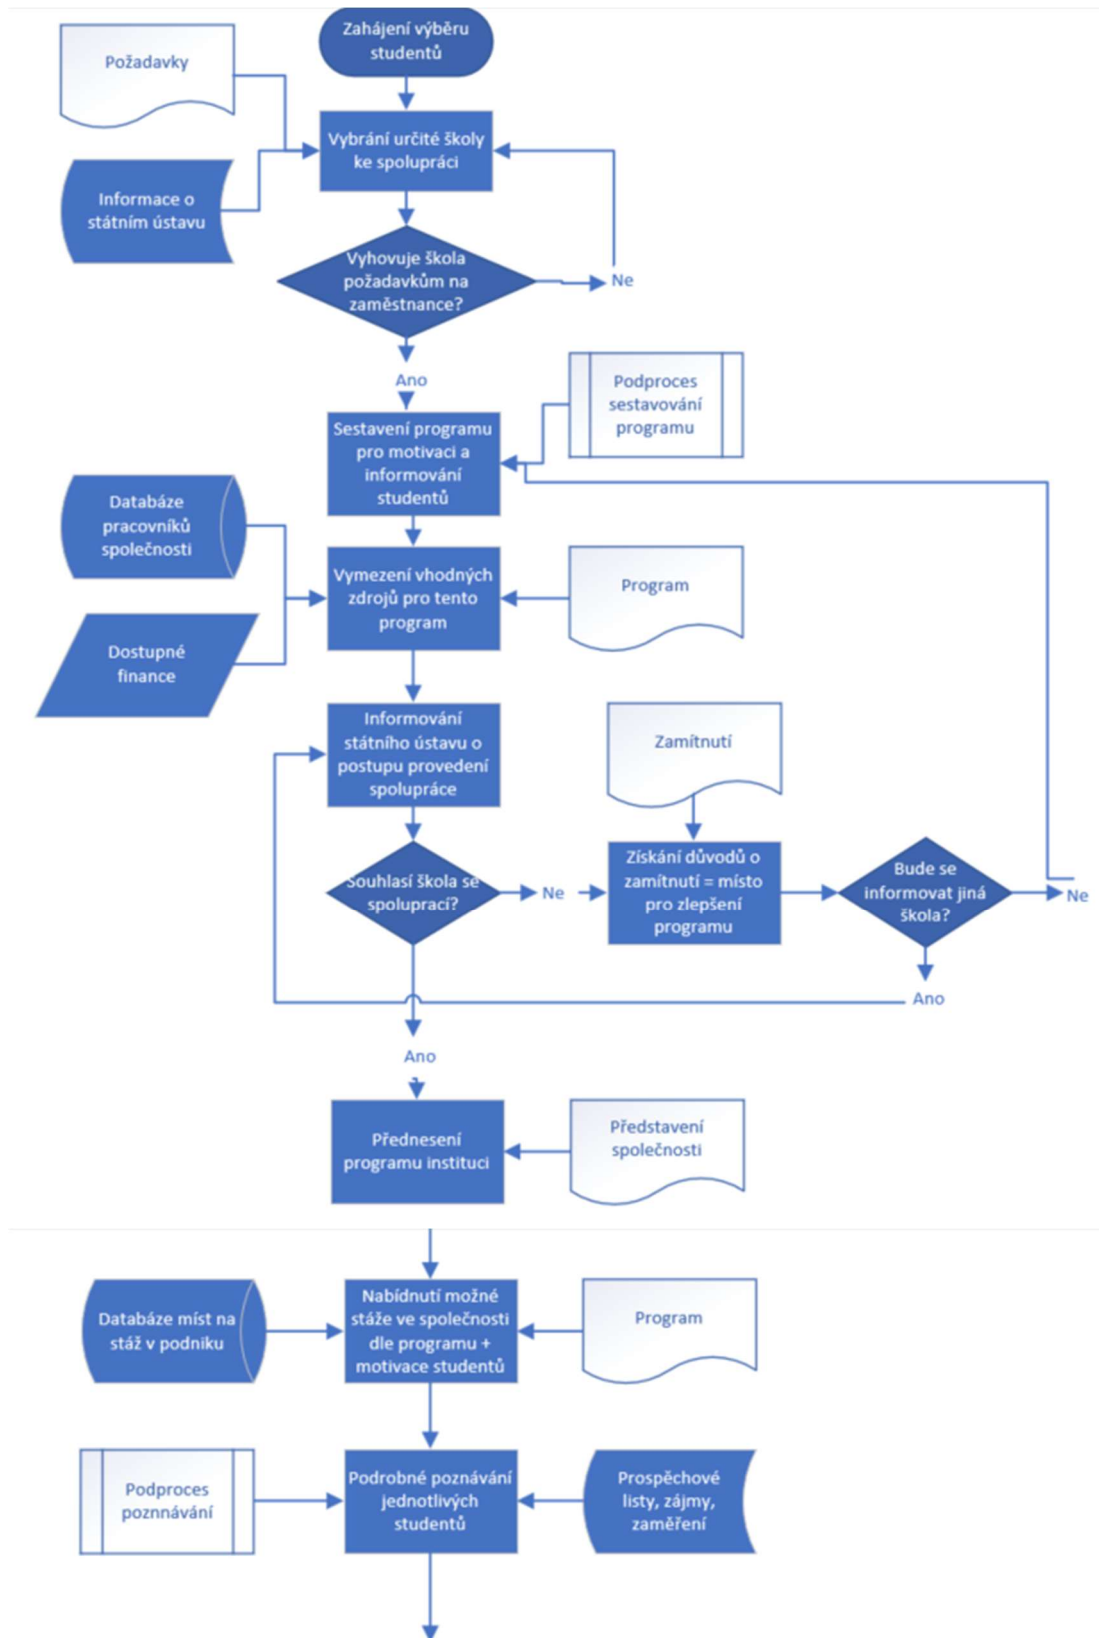 Zahájení výběru
studentů
Požadavky
Vybrání určité školy
ke spolupráci
Informace o
státním ústavu
Vyhovuje škola
požadavkům na
zaměstnance?
Ne
Ano
Podproces
sestavování
programu
Sestavení programu
pro motivaci a
informování
studentů
Databáze
pracovníků
společnosti
Vymezení vhodných
zdrojů pro tento
program
Program
Dostupné
finance
Informování
státního ústavu o
postupu provedení
spolupráce
Zamítnutí
Souhlasí škola se
spoluprací?
Ne
Získání důvodů o
zamítnutí = místo
pro zlepšení
programu
Bude se
informovat jiná
škola?
Ne
Ano
Ano
Přednesení
programu instituci
Představení
společnosti
Databáze míst na
stáž v podniku
Nabídnutí možné
stáže ve společnosti
dle programu +
motivace studentů
Program
Podproces
poznnávání
Podrobné poznávání
jednotlivých
studentů
Prospěchové
listy, zájmy,
zaměření